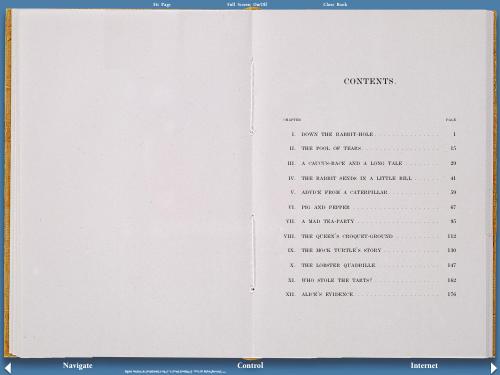 Fit Page Full Screen On/Off Close Book
CONTENTS.
CHAPTER PAGE
I. DOWN THE RABBIT-HOLE 1
II. THE POOL OF TEARS 15
III. A CAUCUS-RACE AND A LONG TALE 29
IV. THE RABBIT SENDS IN A LITTLE BILL 41
V. ADVICE FROM A CATERPILLAR 59
VI. PIG AND PEPPER 67
VII. A MAD TEA-PARTY 95
VIII. THE QUEEN'S CROQUET-GROUND 112
IX. THE MOCK TURTLE'S STORY 130
X. THE LOBSTER QUADRILLE 147
XI. WHO STOLE THE TARTS? 162
XII. ALICE'S EVIDENCE 176
Navigate Control Internet